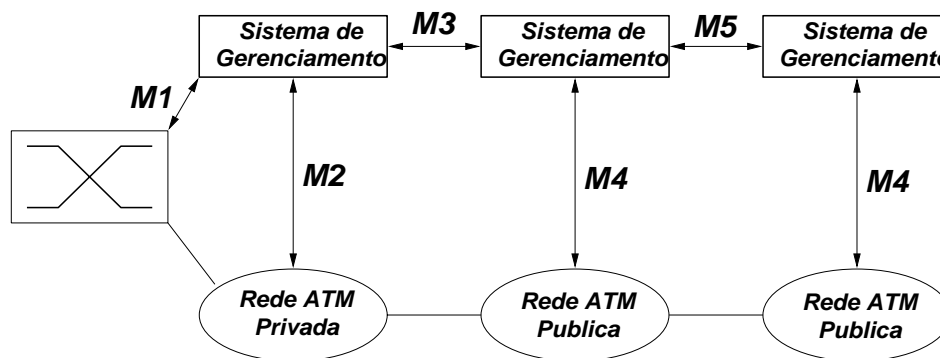 M3
M5
Sistema de
Gerenciamento
Sistema de
Gerenciamento
Sistema de
Gerenciamento
M1
M2
M4
M4
Rede ATM
Privada
Rede ATM
Publica
Rede ATM
Publica